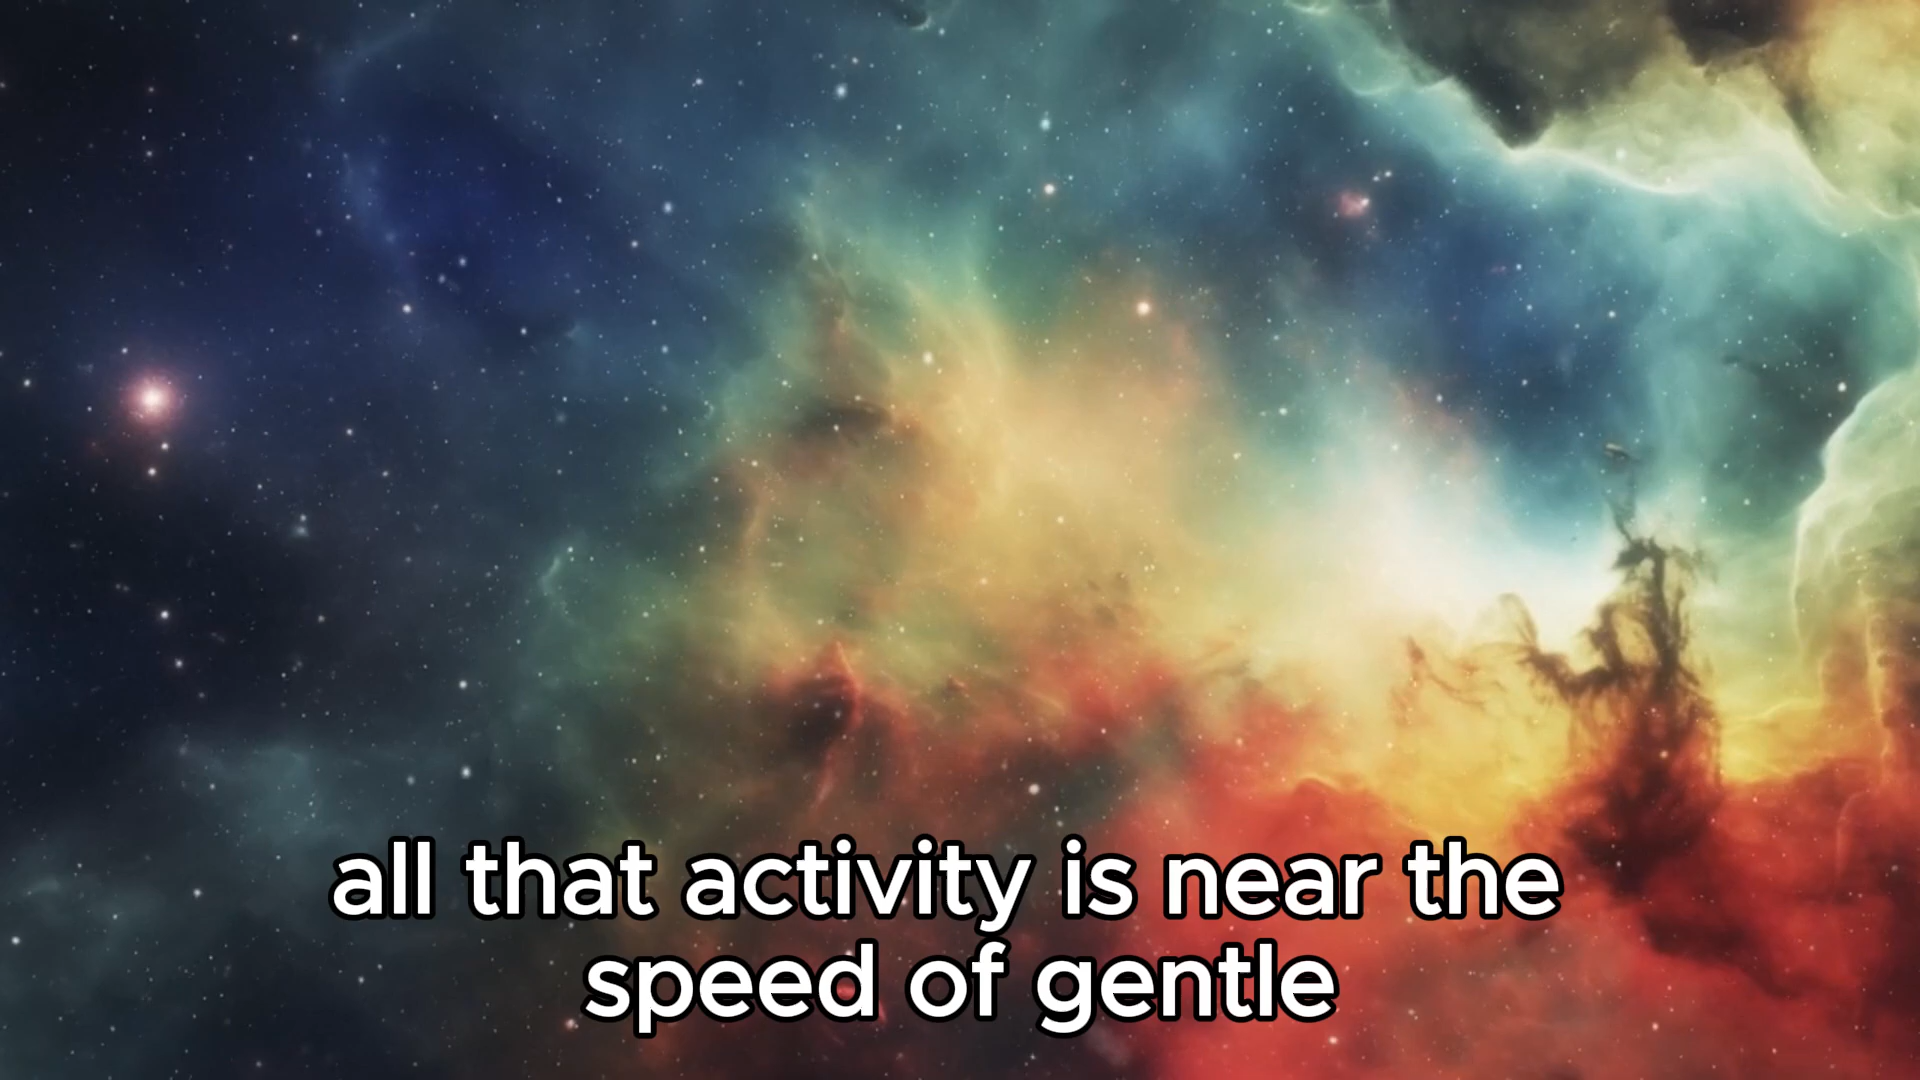 all that activity is near the
speed of gentle